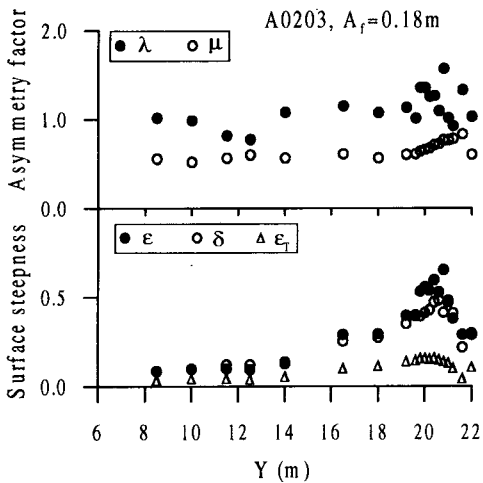 A0203, A_f=0.18m
Asymmetry factor
2.0
1.0
0.0
λ μ
Surface steepness
0.5
0.0
ε δ ε_T
6 8 10 12 14 16 18 20 22
Y (m)